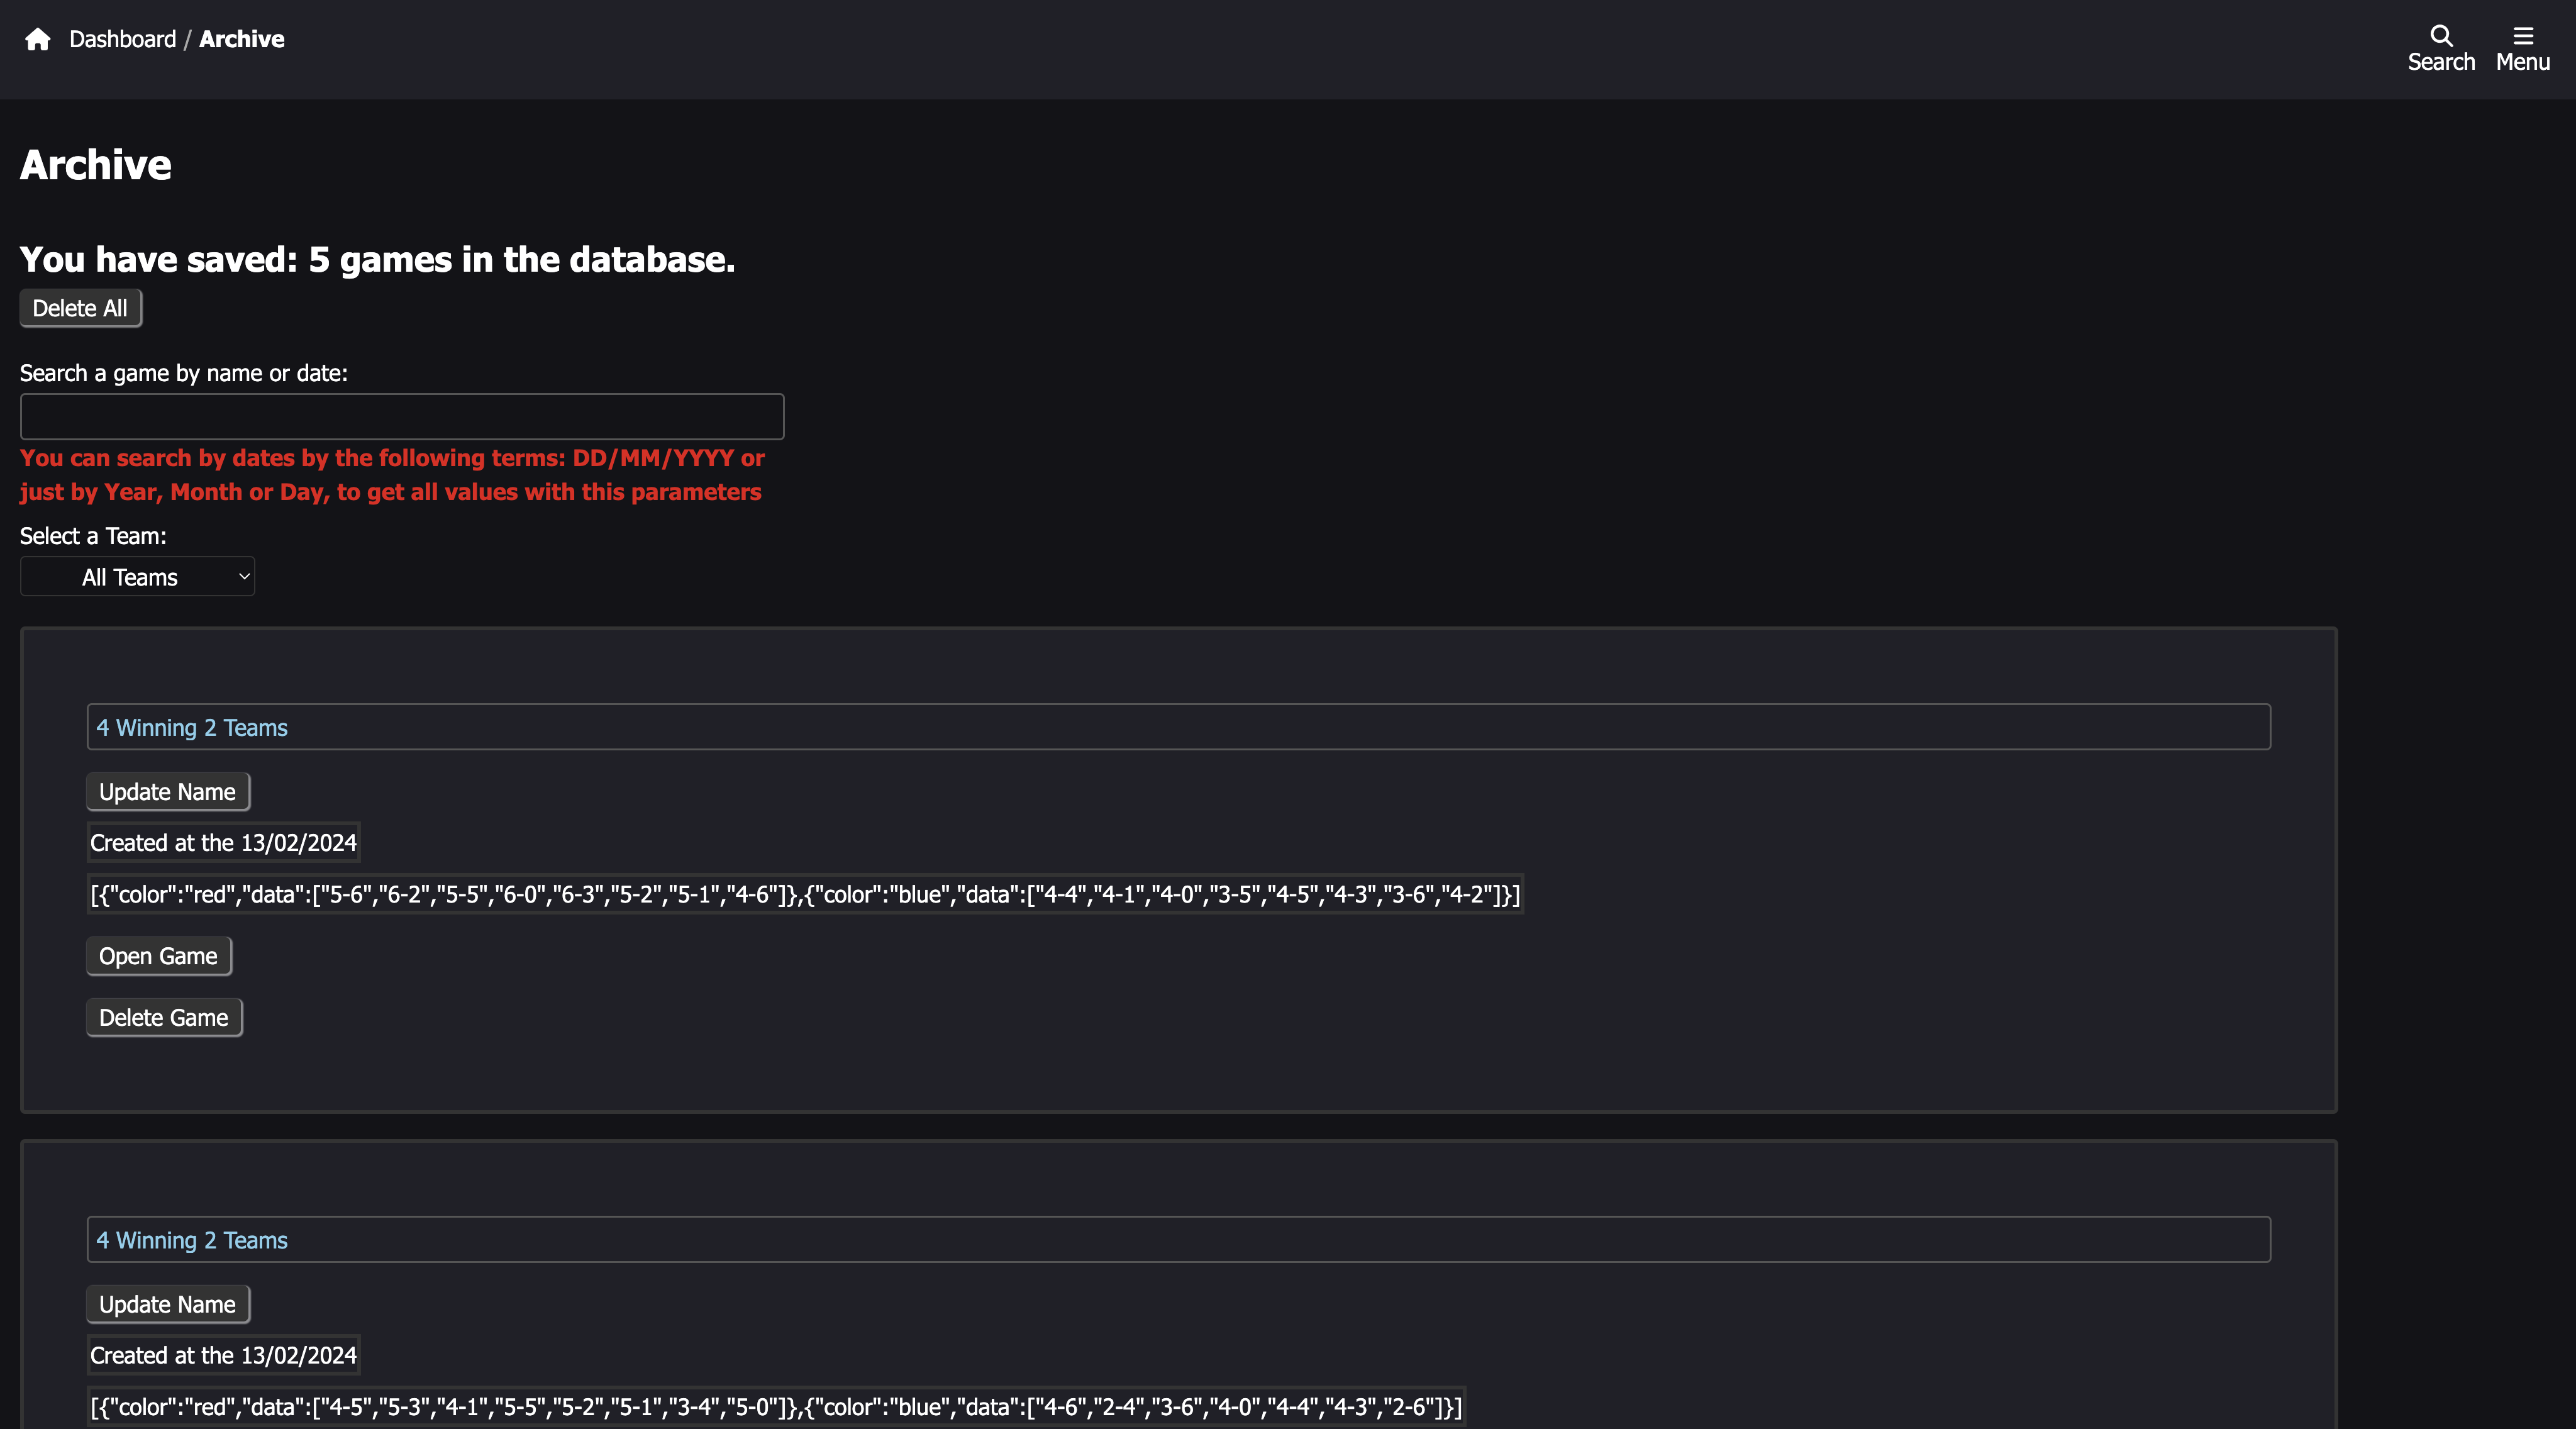 Dashboard / Archive
Search
Menu
Archive
You have saved: 5 games in the database.
Delete All
Search a game by name or date:
You can search by dates by the following terms: DD/MM/YYYY or
just by Year, Month or Day, to get all values with this parameters
Select a Team:
All Teams
4 Winning 2 Teams
Update Name
Created at the 13/02/2024
[{"color":"red","data":["5-6","6-2","5-5","6-0","6-3","5-2","5-1","4-6"]},{"color":"blue","data":["4-4","4-1","4-0","3-5","4-5","4-3","3-6","4-2"]}]
Open Game
Delete Game
4 Winning 2 Teams
Update Name
Created at the 13/02/2024
[{"color":"red","data":["4-5","5-3","4-1","5-5","5-2","5-1","3-4","5-0"]},{"color":"blue","data":["4-6","2-4","3-6","4-0","4-4","4-3","2-6"]}]